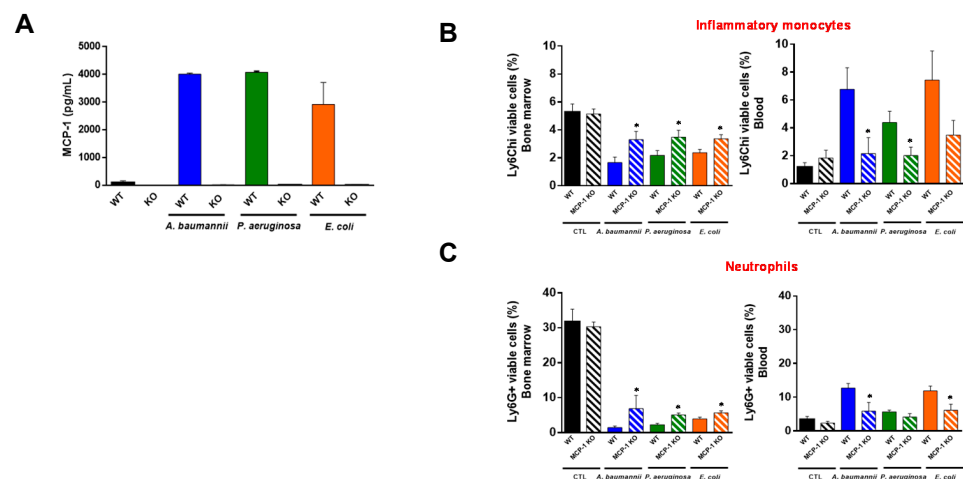 A
MCP-1 (pg/mL)
5000
4000
3000
2000
1000
0
WT
KO
WT
KO
WT
KO
WT
KO
A. baumannii
P. aeruginosa
E. coli
B
Inflammatory monocytes
Ly6Chi viable cells (%)
Bone marrow
8
6
4
2
0
*
*
*
WT
MCP-1 KO
WT
MCP-1 KO
WT
MCP-1 KO
WT
MCP-1 KO
CTL
A. baumannii
P. aeruginosa
E. coli
Ly6Chi viable cells (%)
Blood
10
8
6
4
2
0
*
*
WT
MCP-1 KO
WT
MCP-1 KO
WT
MCP-1 KO
WT
MCP-1 KO
CTL
A. baumannii
P. aeruginosa
E. coli
C
Neutrophils
Ly6G+ viable cells (%)
Bone marrow
40
30
20
10
0
*
*
*
WT
MCP-1 KO
WT
MCP-1 KO
WT
MCP-1 KO
WT
MCP-1 KO
CTL
A. baumannii
P. aeruginosa
E. coli
Ly6G+ viable cells (%)
Blood
40
30
20
10
0
*
*
WT
MCP-1 KO
WT
MCP-1 KO
WT
MCP-1 KO
WT
MCP-1 KO
CTL
A. baumannii
P. aeruginosa
E. coli